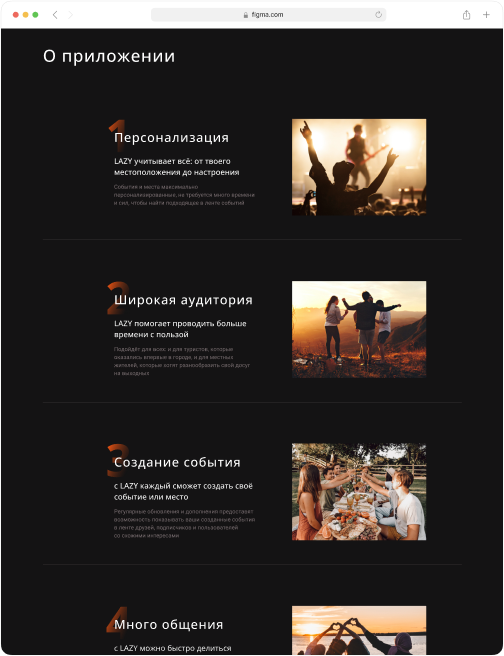 figma.com
О приложении
1
Персонализация
LAZY учитывает всё: от твоего
местоположения до настроения
События и места максимально
персонализированные, не требуется много времени
и сил, чтобы найти подходящее в ленте событий
2
Широкая аудитория
LAZY помогает проводить больше
времени с пользой
Подойдёт для всех: и для туристов, которые
оказались впервые в городе, и для местных
жителей, которые хотят разнообразить свой досуг
на выходных
3
Создание события
с LAZY каждый сможет создать своё
событие или место
Регулярные обновления и дополнения предоставят
возможность показывать ваши созданные события
в ленте друзей, подписчиков и пользователей
со схожими интересами
4
Много общения
с LAZY можно быстро делиться